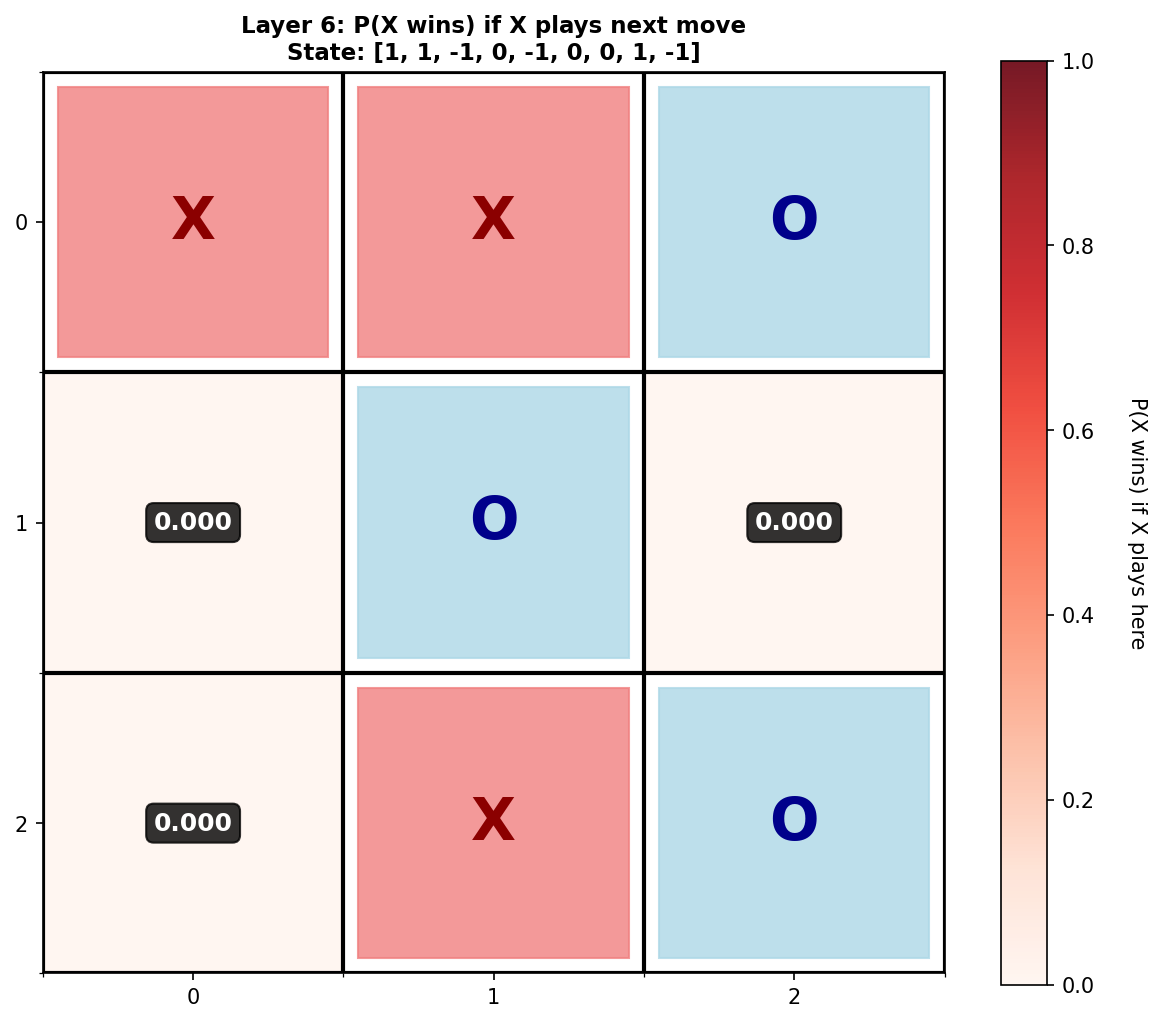 Layer 6: P(X wins) if X plays next move
State: [1, 1, -1, 0, -1, 0, 0, 1, -1]
X X O
0.000 O 0.000
0.000 X O
0
1
2
0 1 2
1.0
0.8
0.6
0.4
0.2
0.0
P(X wins) if X plays here